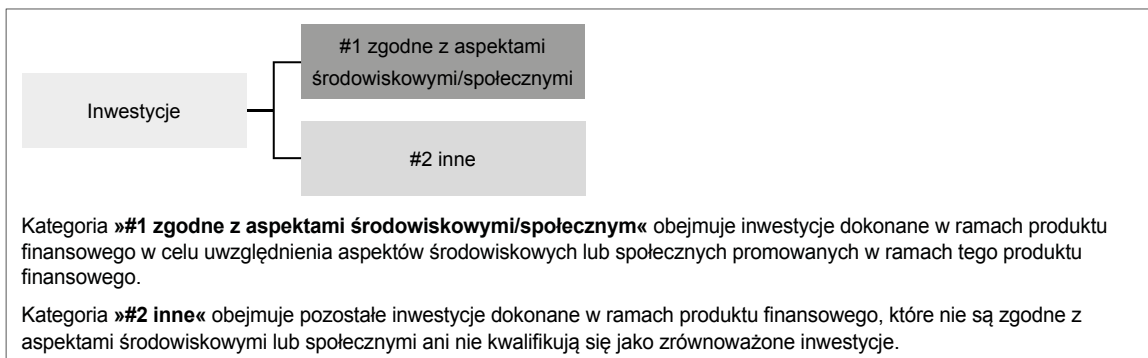 #1 zgodne z aspektami
środowiskowymi/społecznymi
Inwestycje
#2 inne
Kategoria »#1 zgodne z aspektami środowiskowymi/społecznym« obejmuje inwestycje dokonane w ramach produktu
finansowego w celu uwzględnienia aspektów środowiskowych lub społecznych promowanych w ramach tego produktu
finansowego.
Kategoria »#2 inne« obejmuje pozostałe inwestycje dokonane w ramach produktu finansowego, które nie są zgodne z
aspektami środowiskowymi lub społecznymi ani nie kwalifikują się jako zrównoważone inwestycje.